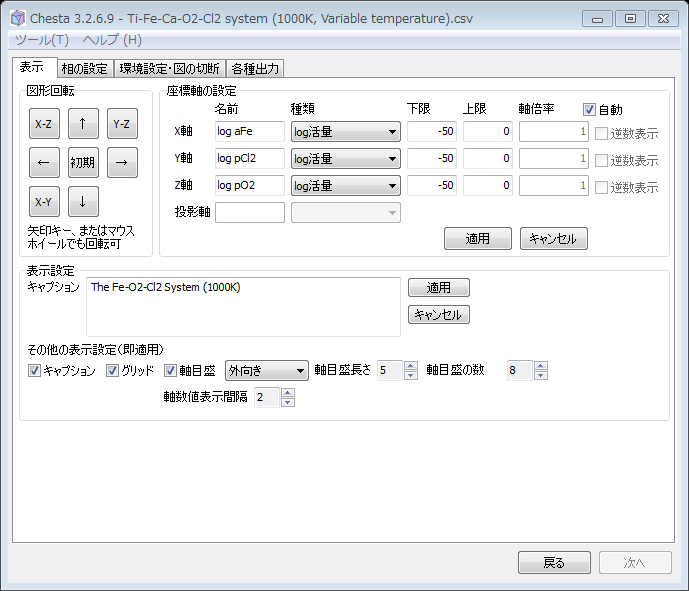 Chesta 3.2.6.9 - Ti-Fe-Ca-O2-Cl2 system (1000K, Variable temperature).csv
ツール(T) ヘルプ (H)
表示 相の設定 環境設定・図の切断 各種出力
図形回転
X-Z ↑ Y-Z
← 初期 →
X-Y ↓
矢印キー、またはマウス
ホイールでも回転可
座標軸の設定
名前 種類 下限 上限 軸倍率 自動
X軸 log aFe log活量 -50 0 1 逆数表示
Y軸 log pCl2 log活量 -50 0 1 逆数表示
Z軸 log pO2 log活量 -50 0 1 逆数表示
投影軸
適用 キャンセル
表示設定
キャプション The Fe-O2-Cl2 System (1000K) 適用
キャンセル
その他の表示設定(即適用)
キャプション グリッド 軸目盛 外向き 軸目盛長さ 5 軸目盛の数 8
軸数値表示間隔 2
戻る 次へ